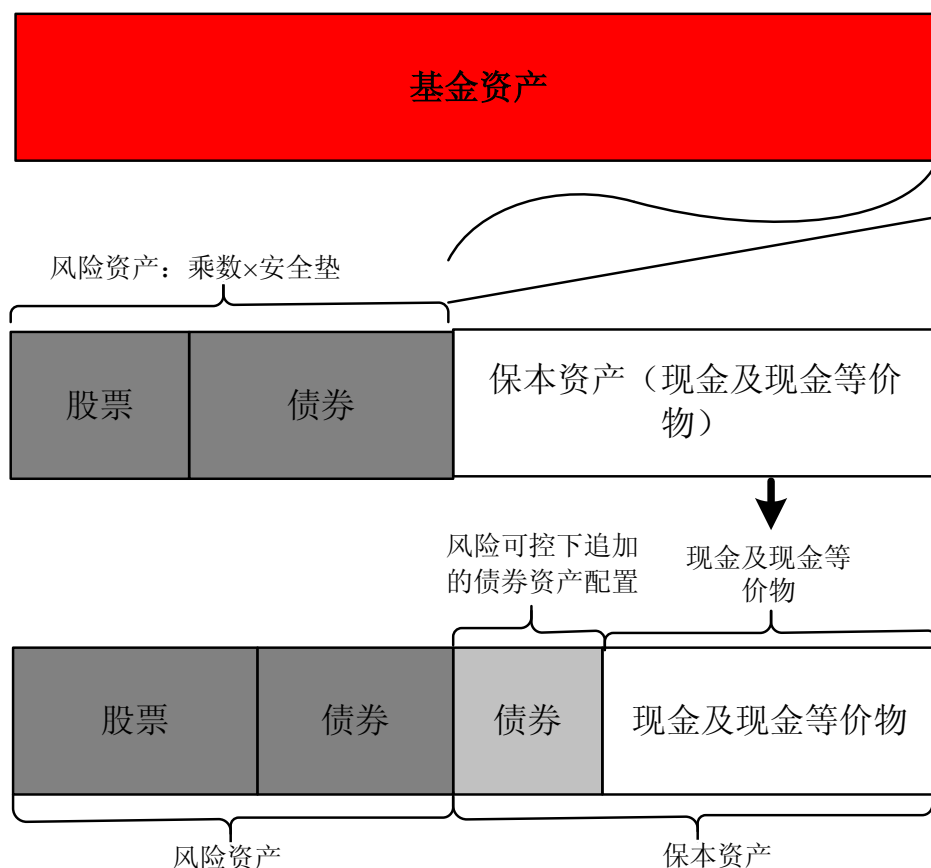 基金资产
风险资产：乘数×安全垫
股票
债券
保本资产（现金及现金等价
物）
风险可控下追加
的债券资产配置
现金及现金等
价物
股票
债券
债券
现金及现金等价物
风险资产
保本资产